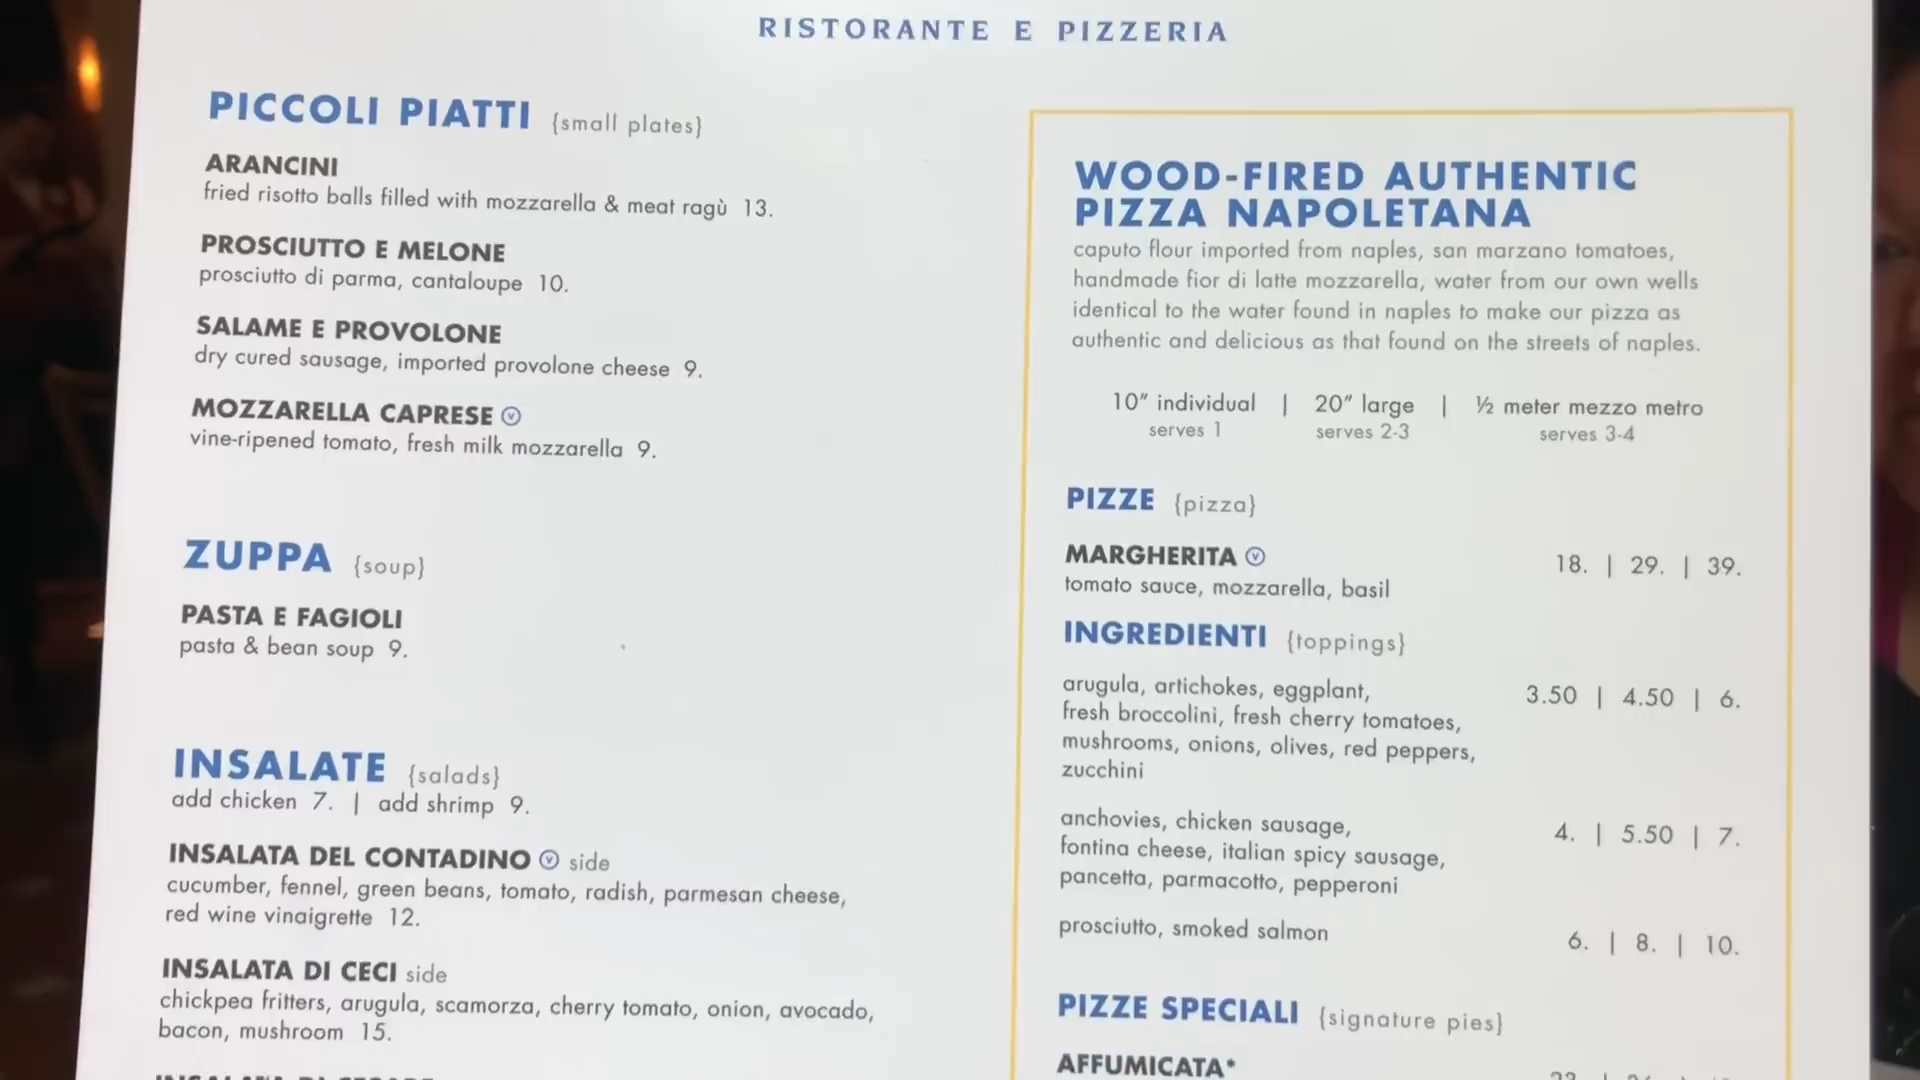 RISTORANTE E PIZZERIA
PICCOLI PIATTI {small plates}
ARANCINI
fried risotto balls filled with mozzarella & meat ragù 13.
PROSCIUTTO E MELONE
prosciutto di parma, cantaloupe 10.
SALAME E PROVOLONE
dry cured sausage, imported provolone cheese 9.
MOZZARELLA CAPRESE ⓥ
vine-ripened tomato, fresh milk mozzarella 9.
ZUPPA {soup}
PASTA E FAGIOLI
pasta & bean soup 9.
INSALATE {salads}
add chicken 7. | add shrimp 9.
INSALATA DEL CONTADINO ⓥ side
cucumber, fennel, green beans, tomato, radish, parmesan cheese,
red wine vinaigrette 12.
INSALATA DI CECI side
chickpea fritters, arugula, scamorza, cherry tomato, onion, avocado,
bacon, mushroom 15.
WOOD-FIRED AUTHENTIC
PIZZA NAPOLETANA
caputo flour imported from naples, san marzano tomatoes,
handmade fior di latte mozzarella, water from our own wells
identical to the water found in naples to make our pizza as
authentic and delicious as that found on the streets of naples.
10" individual | 20" large | ½ meter mezzo metro
serves 1 serves 2-3 serves 3-4
PIZZE {pizza}
MARGHERITA ⓥ 18. | 29. | 39.
tomato sauce, mozzarella, basil
INGREDIENTI {toppings}
arugula, artichokes, eggplant, 3.50 | 4.50 | 6.
fresh broccolini, fresh cherry tomatoes,
mushrooms, onions, olives, red peppers,
zucchini
anchovies, chicken sausage, 4. | 5.50 | 7.
fontina cheese, italian spicy sausage,
pancetta, parmacotto, pepperoni
prosciutto, smoked salmon 6. | 8. | 10.
PIZZE SPECIALI {signature pies}
AFFUMICATA*